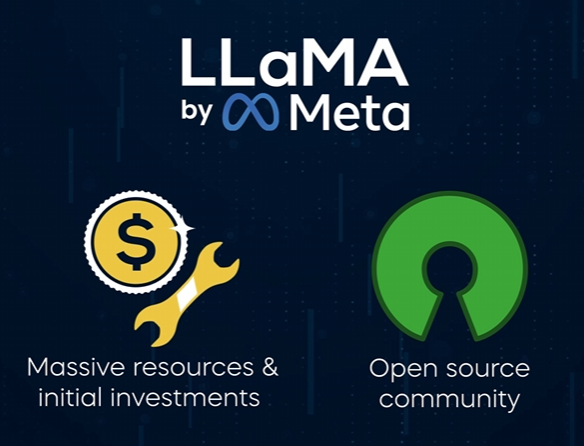 LLaMA
by Meta
$
Massive resources &
initial investments
Open source
community